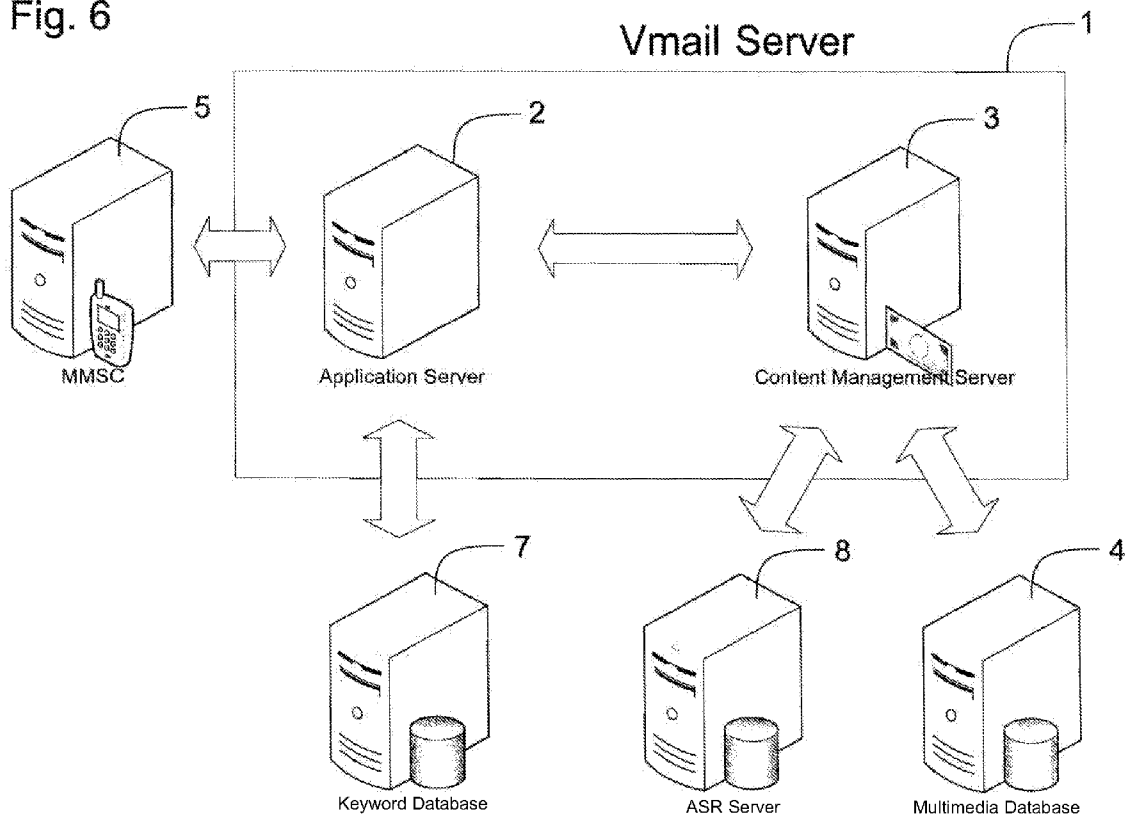 Fig. 6
Vmail Server
1
5
2
3
MMSC
Application Server
Content Management Server
7
8
4
Keyword Database
ASR Server
Multimedia Database